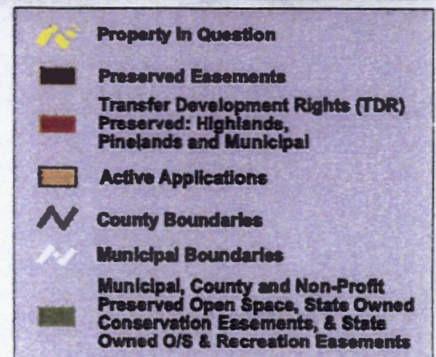 Property In Question
Preserved Easements
Transfer Development Rights (TDR)
Preserved: Highlands,
Pinelands and Municipal
Active Applications
County Boundaries
Municipal Boundaries
Municipal, County and Non-Profit
Preserved Open Space, State Owned
Conservation Easements, & State
Owned O/S & Recreation Easements